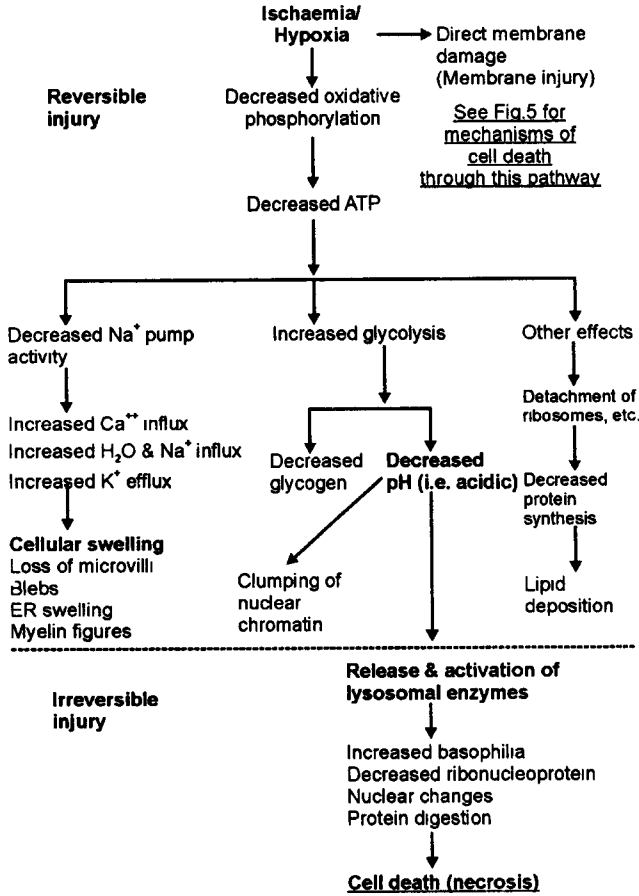 Ischaemia/
Hypoxia
Direct membrane
damage
(Membrane injury)
Reversible
injury
Decreased oxidative
phosphorylation
See Fig.5 for
mechanisms of
cell death
through this pathway
Decreased ATP
Decreased Na⁺ pump
activity
Increased glycolysis
Other effects
Increased Ca⁺⁺ influx
Increased H₂O & Na⁺ influx
Increased K⁺ efflux
Decreased
glycogen
Decreased
pH (i.e. acidic)
Detachment of
ribosomes, etc.
Decreased
protein
synthesis
Cellular swelling
Loss of microvilli
Blebs
ER swelling
Myelin figures
Clumping of
nuclear
chromatin
Lipid
deposition
Irreversible
injury
Release & activation of
lysosomal enzymes
Increased basophilia
Decreased ribonucleoprotein
Nuclear changes
Protein digestion
Cell death (necrosis)